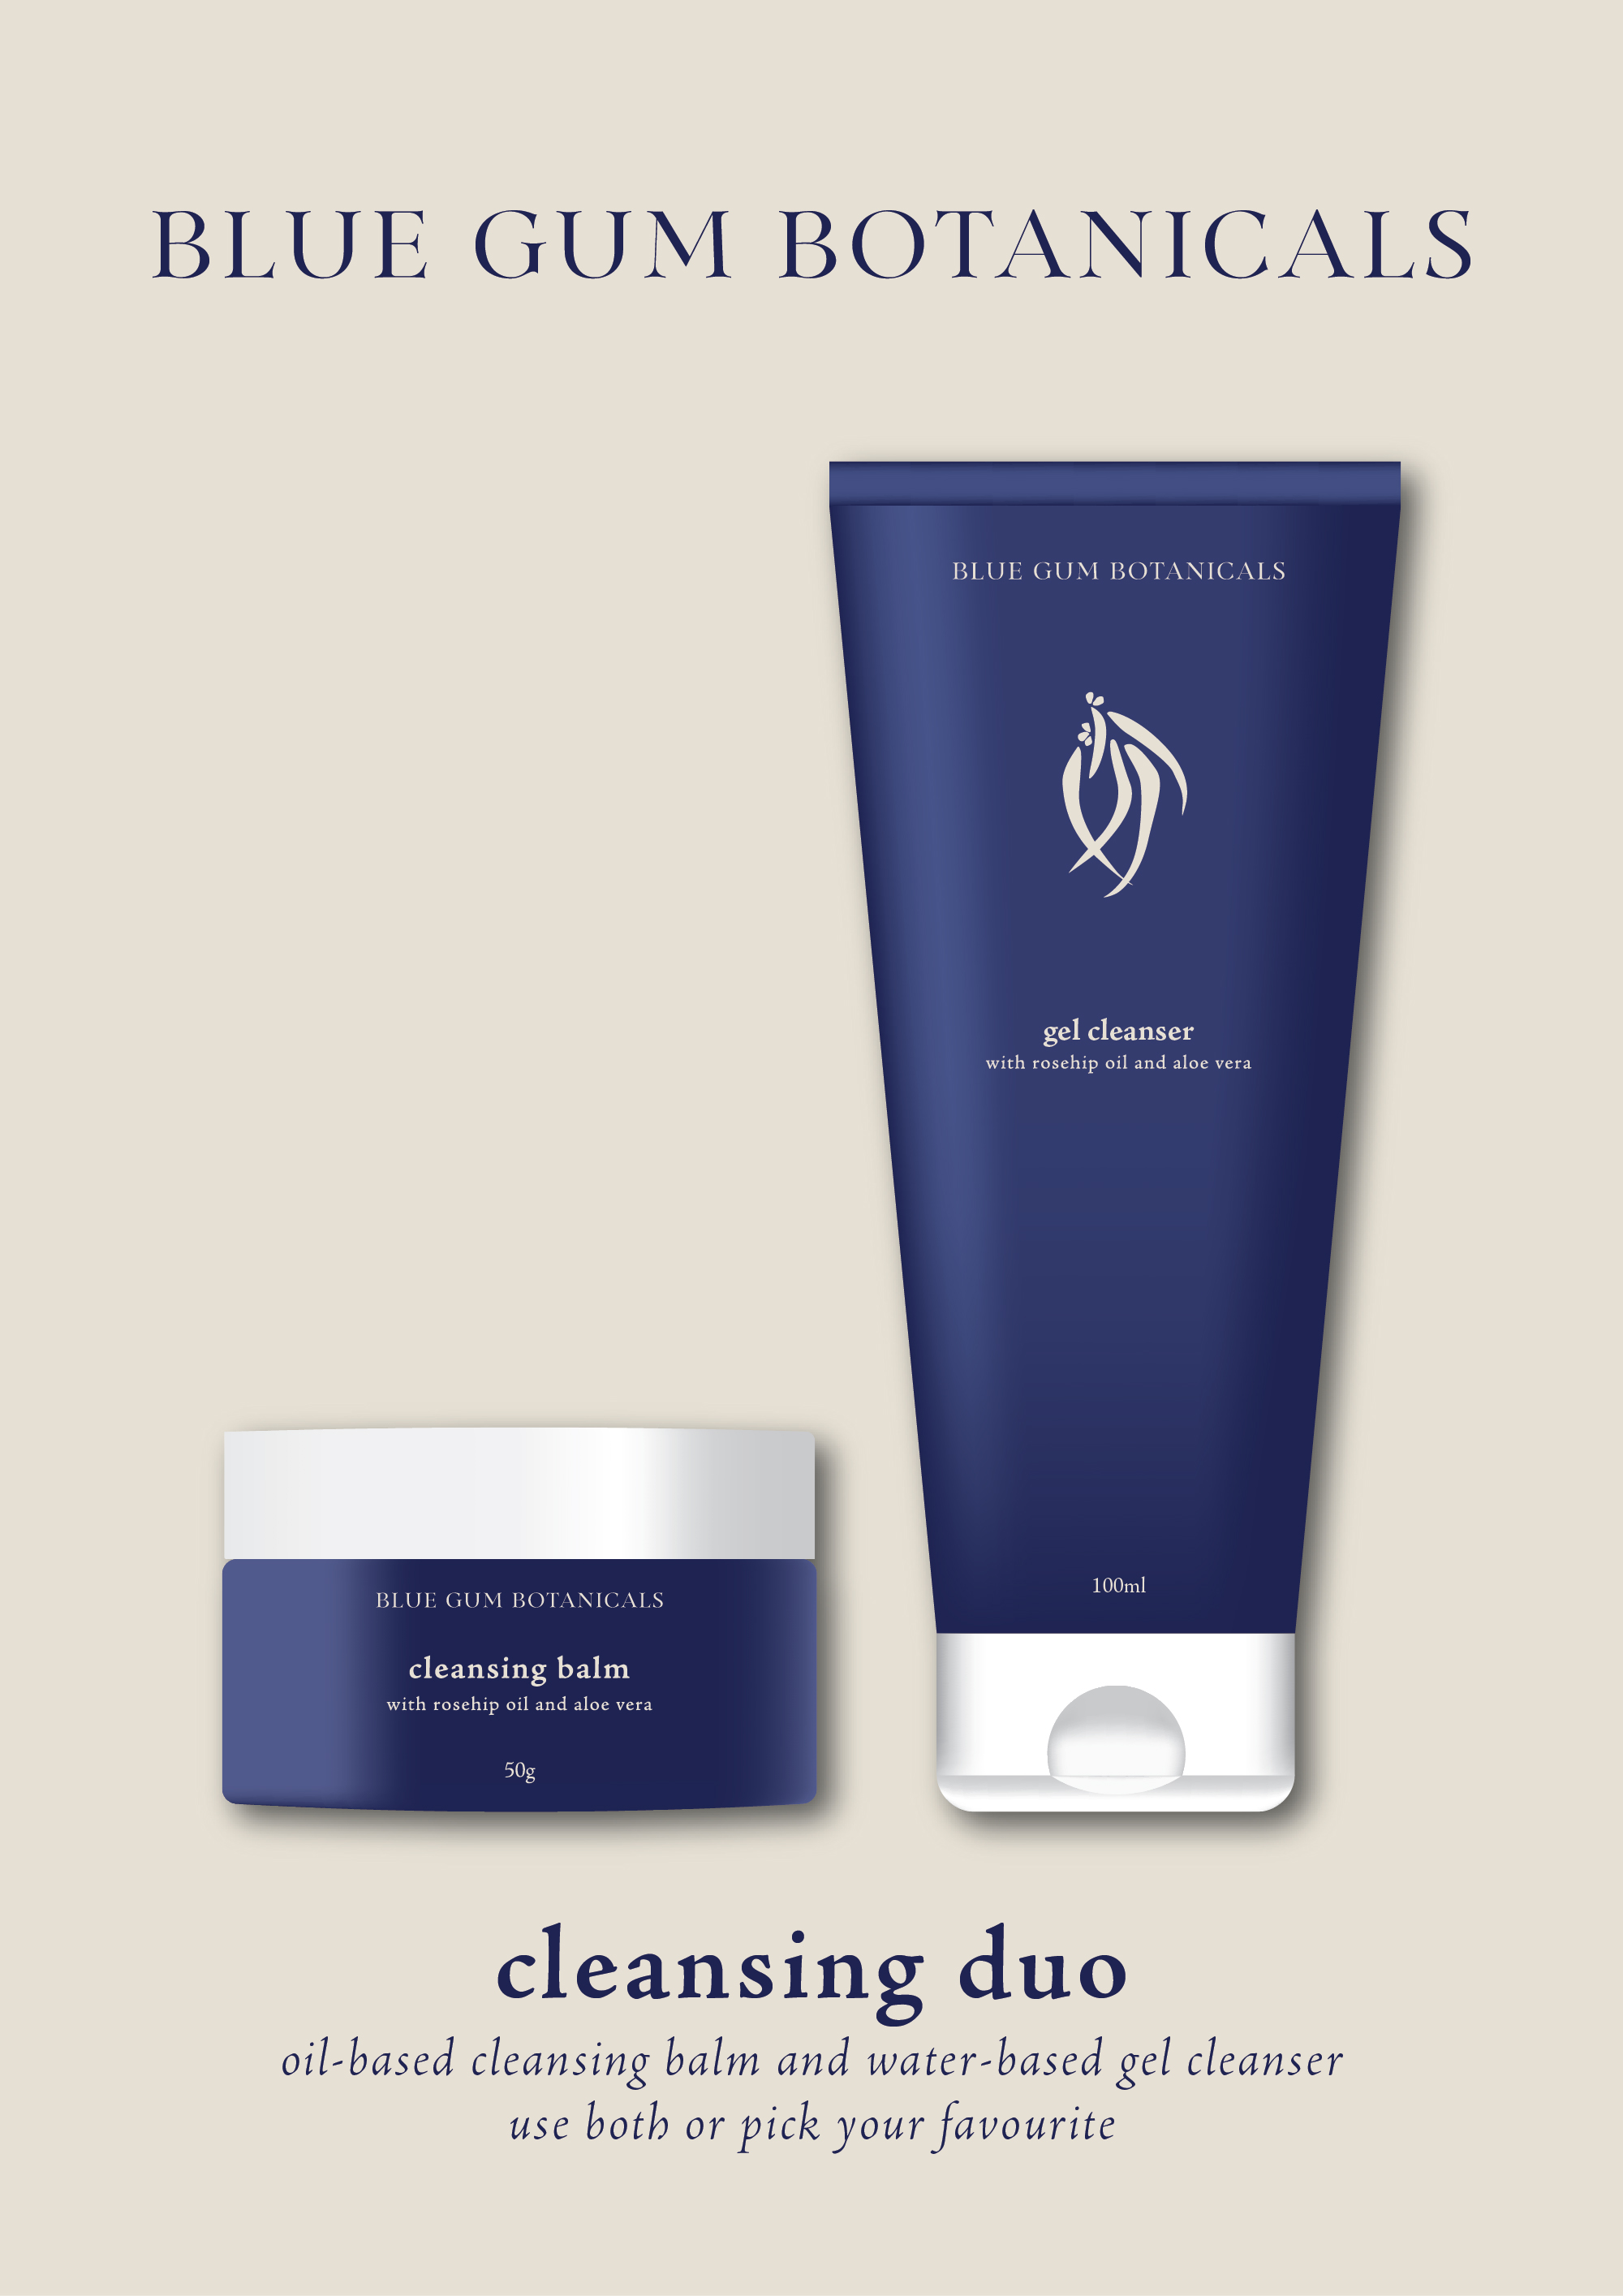 BLUE GUM BOTANICALS
BLUE GUM BOTANICALS
gel cleanser
with rosehip oil and aloe vera
100ml
BLUE GUM BOTANICALS
cleansing balm
with rosehip oil and aloe vera
50g
cleansing duo
oil-based cleansing balm and water-based gel cleanser
use both or pick your favourite